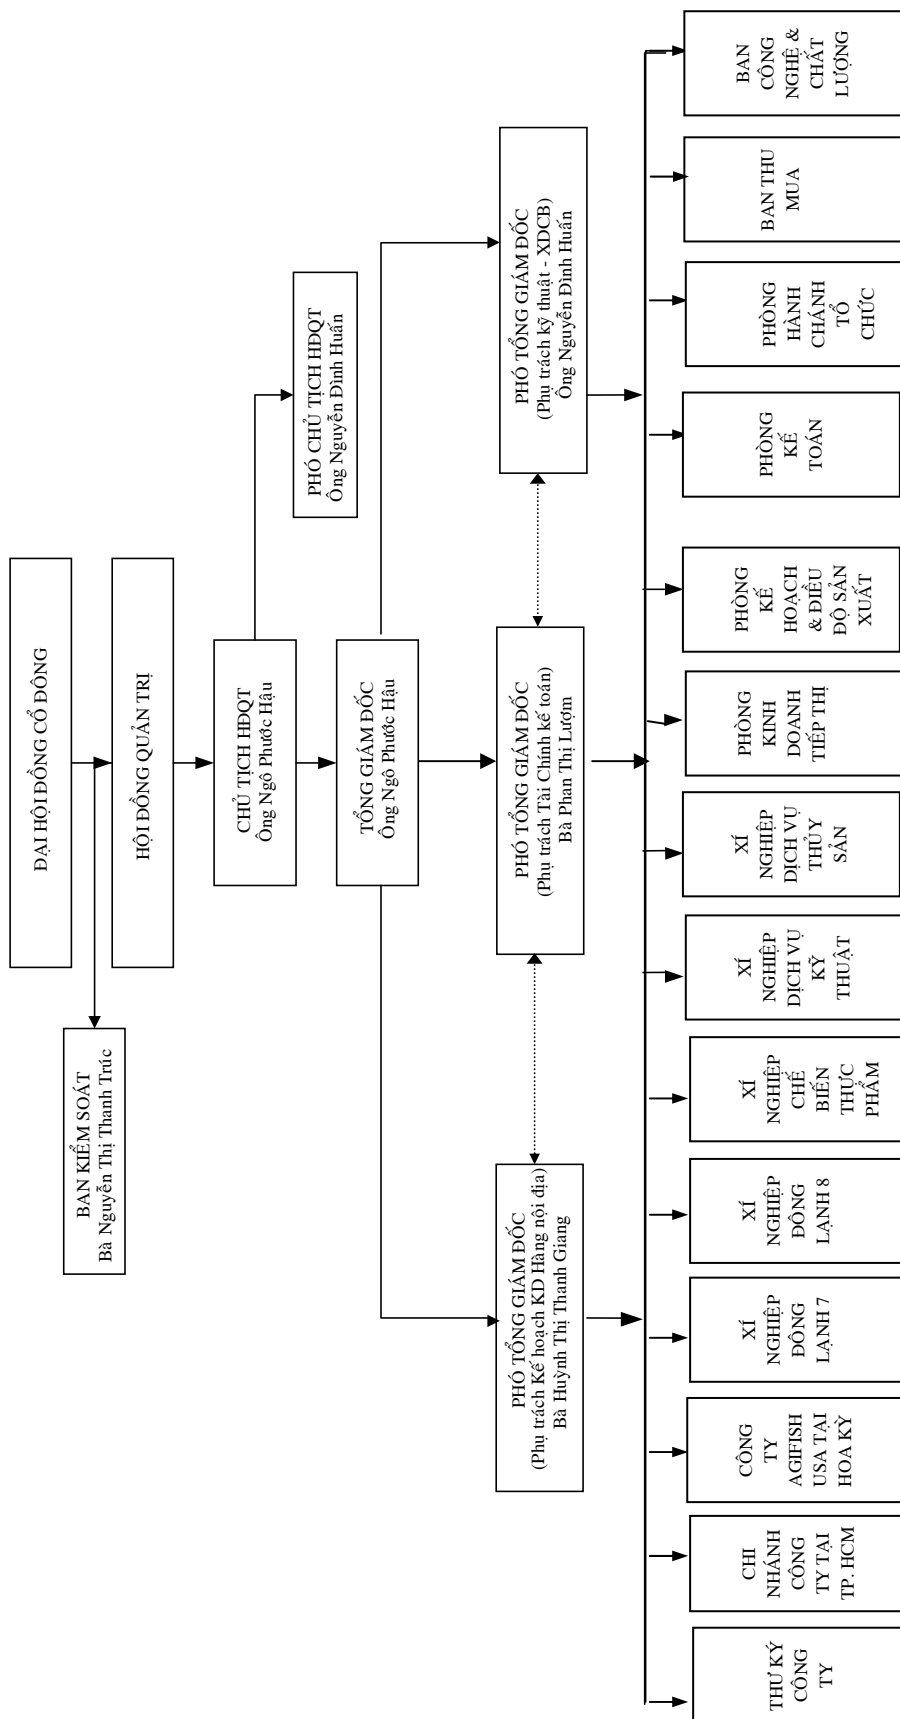 ĐẠI HỘI ĐỒNG CỔ ĐÔNG
BAN KIỂM SOÁT
Bà Nguyễn Thị Thanh Trúc
HỘI ĐỒNG QUẢN TRỊ
CHỦ TỊCH HĐQT
Ông Ngô Phước Hậu
PHÓ CHỦ TỊCH HĐQT
Ông Nguyễn Đình Huấn
TỔNG GIÁM ĐỐC
Ông Ngô Phước Hậu
PHÓ TỔNG GIÁM ĐỐC
(Phụ trách Kế hoạch KD Hàng nội địa)
Bà Huỳnh Thị Thanh Giang
PHÓ TỔNG GIÁM ĐỐC
(Phụ trách Tài Chính kế toán)
Bà Phan Thị Lượm
PHÓ TỔNG GIÁM ĐỐC
(Phụ trách kỹ thuật - XDCB)
Ông Nguyễn Đình Huấn
THƯ KÝ
CÔNG
TY
CHI
NHÁNH
CÔNG
TY TẠI
TP. HCM
CÔNG
TY
AGIFISH
USA TẠI
HOA KỲ
XÍ
NGHIỆP
ĐÔNG
LẠNH 7
XÍ
NGHIỆP
ĐÔNG
LẠNH 8
XÍ
NGHIỆP
CHẾ
BIẾN
THỰC
PHẨM
XÍ
NGHIỆP
DỊCH VỤ
KỸ
THUẬT
XÍ
NGHIỆP
DỊCH VỤ
THỦY
SẢN
PHÒNG
KINH
DOANH
TIẾP THỊ
PHÒNG
KẾ
HOẠCH
& ĐIỀU
ĐỘ SẢN
XUẤT
PHÒNG
KẾ
TOÁN
PHÒNG
HÀNH
CHÁNH
TỔ
CHỨC
BAN THU
MUA
BAN
CÔNG
NGHỆ &
CHẤT
LƯỢNG